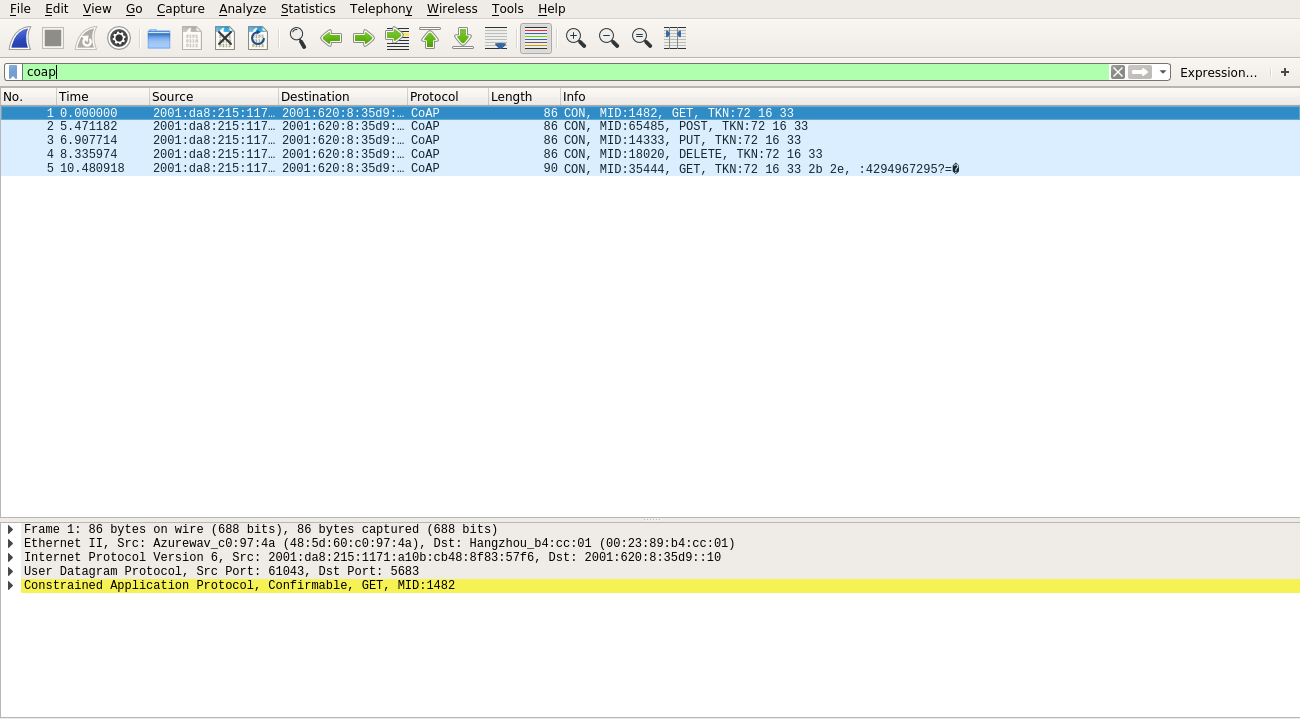 File Edit View Go Capture Analyze Statistics Telephony Wireless Tools Help
coap Expression… +
No. Time Source Destination Protocol Length Info
1 0.000000 2001:da8:215:117… 2001:620:8:35d9:… CoAP 86 CON, MID:1482, GET, TKN:72 16 33
2 5.471182 2001:da8:215:117… 2001:620:8:35d9:… CoAP 86 CON, MID:65485, POST, TKN:72 16 33
3 6.907714 2001:da8:215:117… 2001:620:8:35d9:… CoAP 86 CON, MID:14333, PUT, TKN:72 16 33
4 8.335974 2001:da8:215:117… 2001:620:8:35d9:… CoAP 86 CON, MID:18020, DELETE, TKN:72 16 33
5 10.480918 2001:da8:215:117… 2001:620:8:35d9:… CoAP 90 CON, MID:35444, GET, TKN:72 16 33 2b 2e, :4294967295?=�
Frame 1: 86 bytes on wire (688 bits), 86 bytes captured (688 bits)
Ethernet II, Src: Azurewav_c0:97:4a (48:5d:60:c0:97:4a), Dst: Hangzhou_b4:cc:01 (00:23:89:b4:cc:01)
Internet Protocol Version 6, Src: 2001:da8:215:1171:a10b:cb48:8f83:57f6, Dst: 2001:620:8:35d9::10
User Datagram Protocol, Src Port: 61043, Dst Port: 5683
Constrained Application Protocol, Confirmable, GET, MID:1482